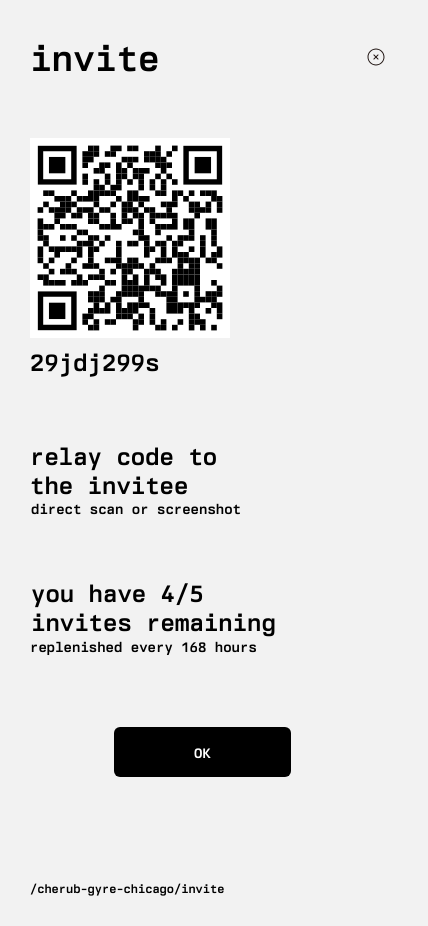 invite
29jdj299s
relay code to
the invitee
direct scan or screenshot
you have 4/5
invites remaining
replenished every 168 hours
OK
/cherub-gyre-chicago/invite